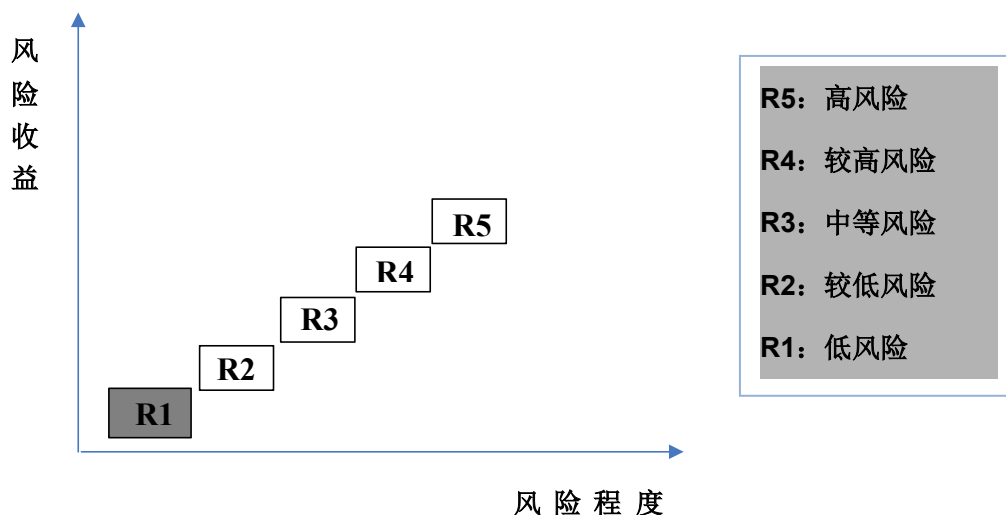 风
险
收
益
R5
R4
R3
R2
R1
风 险 程 度
R5：高风险
R4：较高风险
R3：中等风险
R2：较低风险
R1：低风险